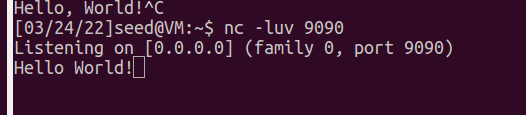 Hello, World!^C
[03/24/22]seed@VM:~$ nc -luv 9090
Listening on [0.0.0.0] (family 0, port 9090)
Hello World!